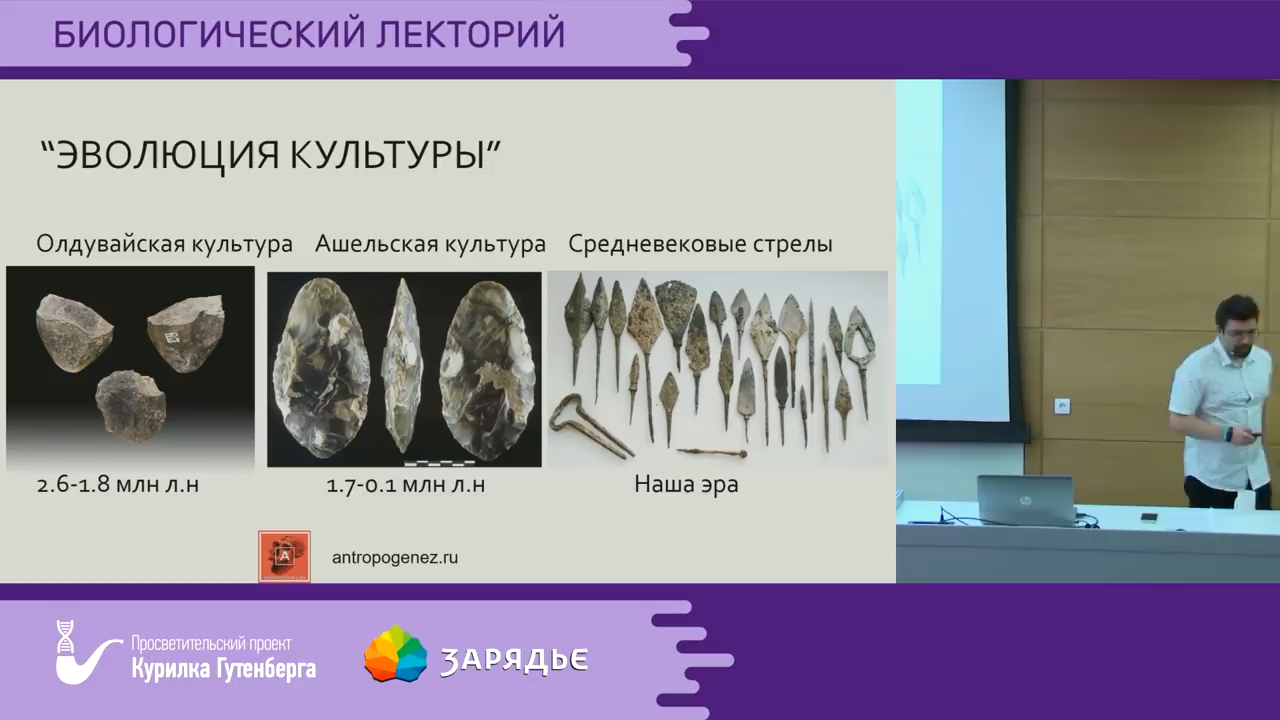 БИОЛОГИЧЕСКИЙ ЛЕКТОРИЙ
“ЭВОЛЮЦИЯ КУЛЬТУРЫ”
Олдувайская культура
Ашельская культура
Средневековые стрелы
2.6-1.8 млн л.н
1.7-0.1 млн л.н
Наша эра
A
antropogenez.ru
hp
Просветительский проект
Курилка Гутенберга
ЗАРЯДЬЕ